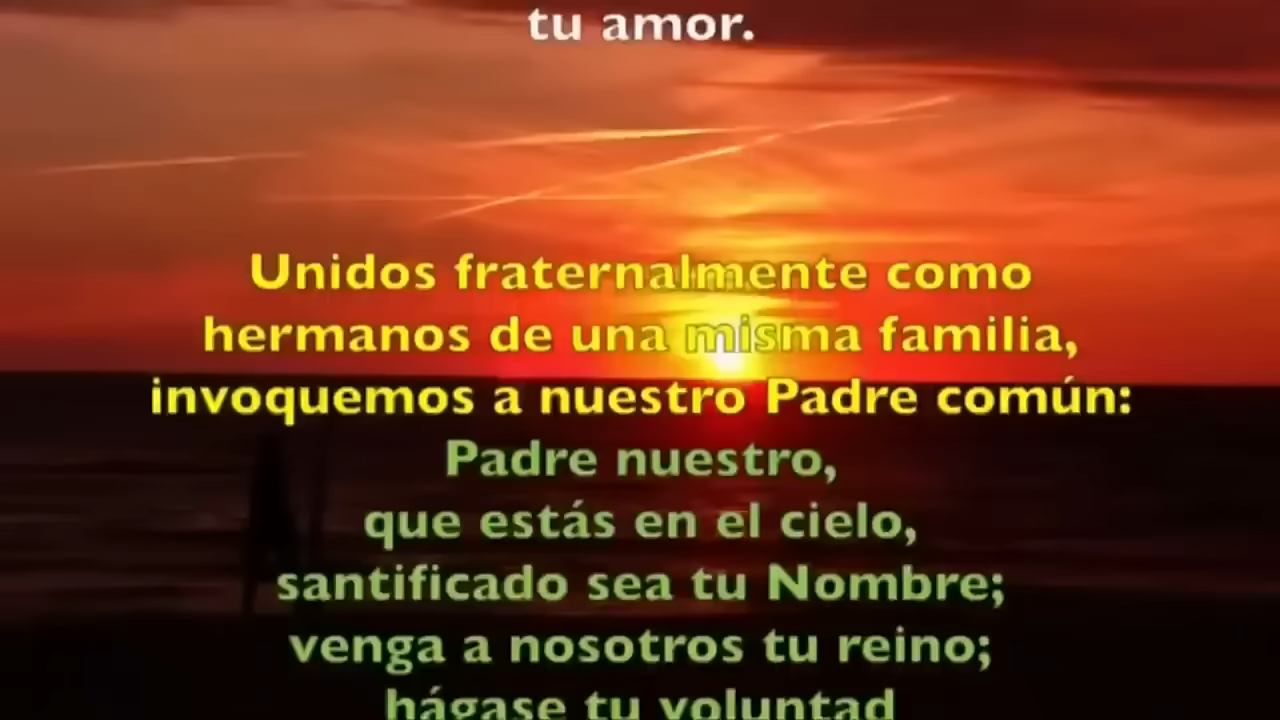 tu amor.
Unidos fraternalmente como
hermanos de una misma familia,
invoquemos a nuestro Padre común:
Padre nuestro,
que estás en el cielo,
santificado sea tu Nombre;
venga a nosotros tu reino;
hágase tu voluntad